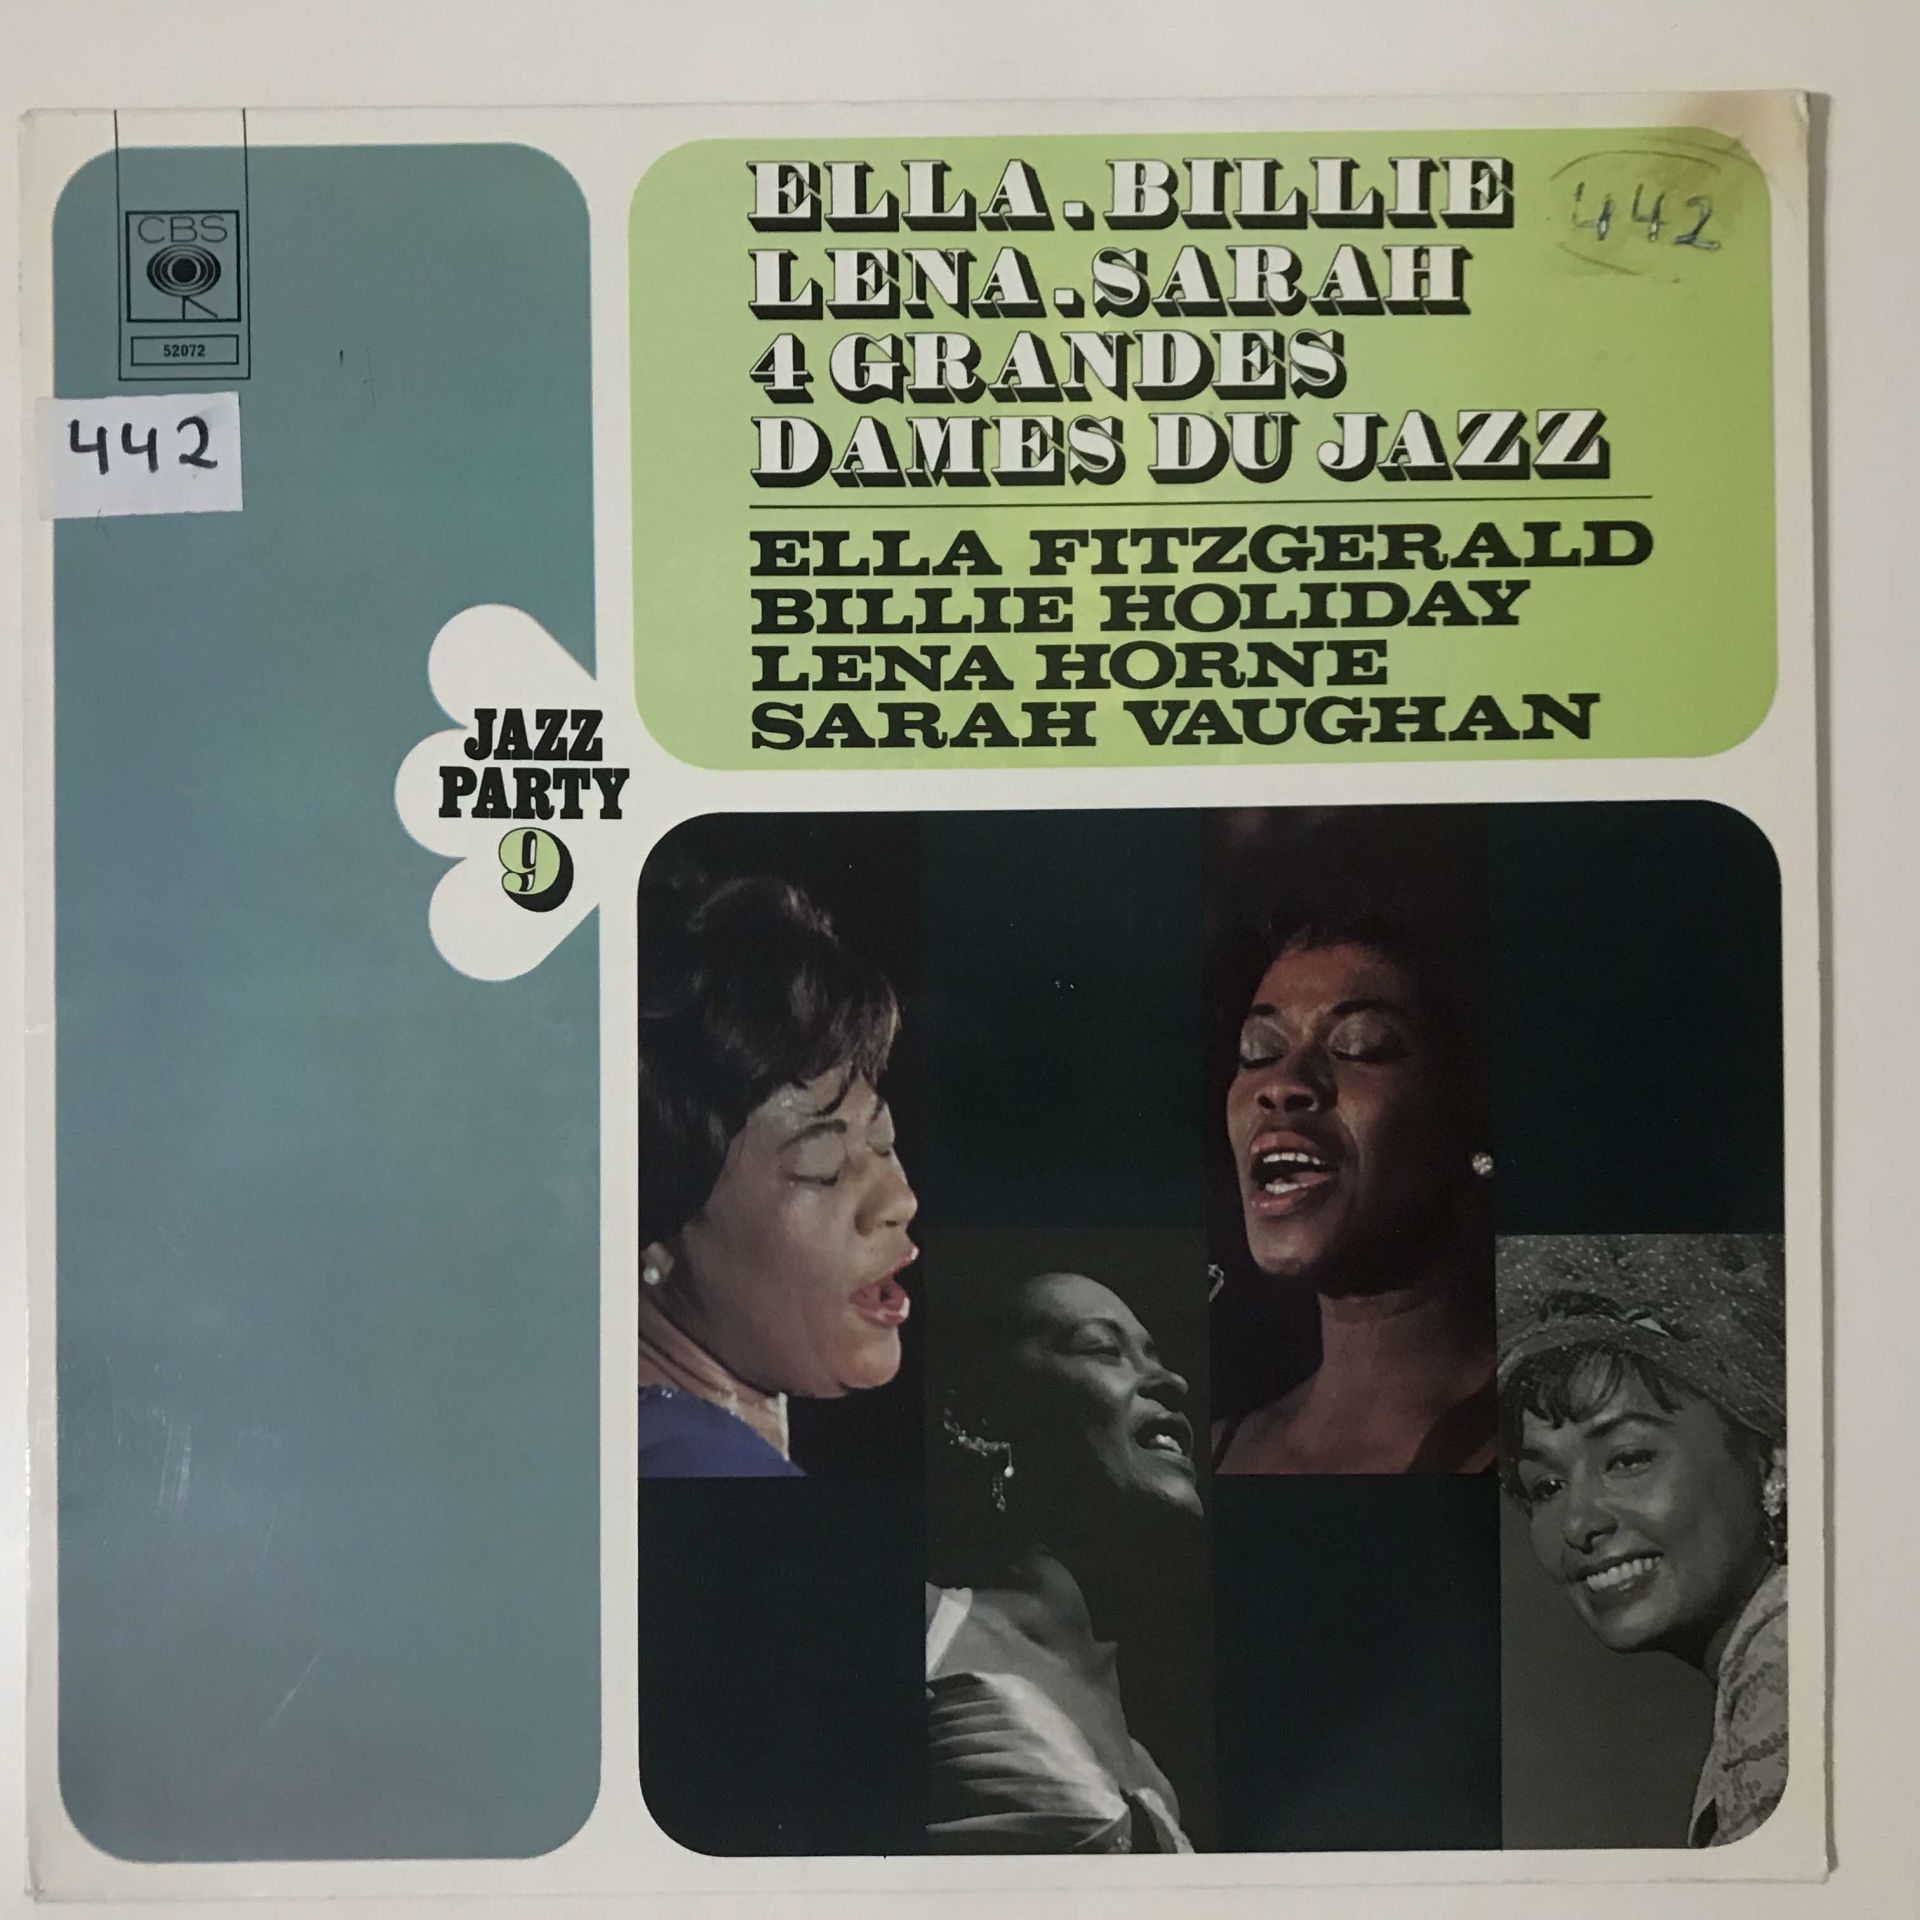 CBS
52072
442
ELLA.BILLIE
LENA.SARAH
4 GRANDES
DAMES DU JAZZ
442
ELLA FITZGERALD
BILLIE HOLIDAY
LENA HORNE
SARAH VAUGHAN
JAZZ
PARTY
9